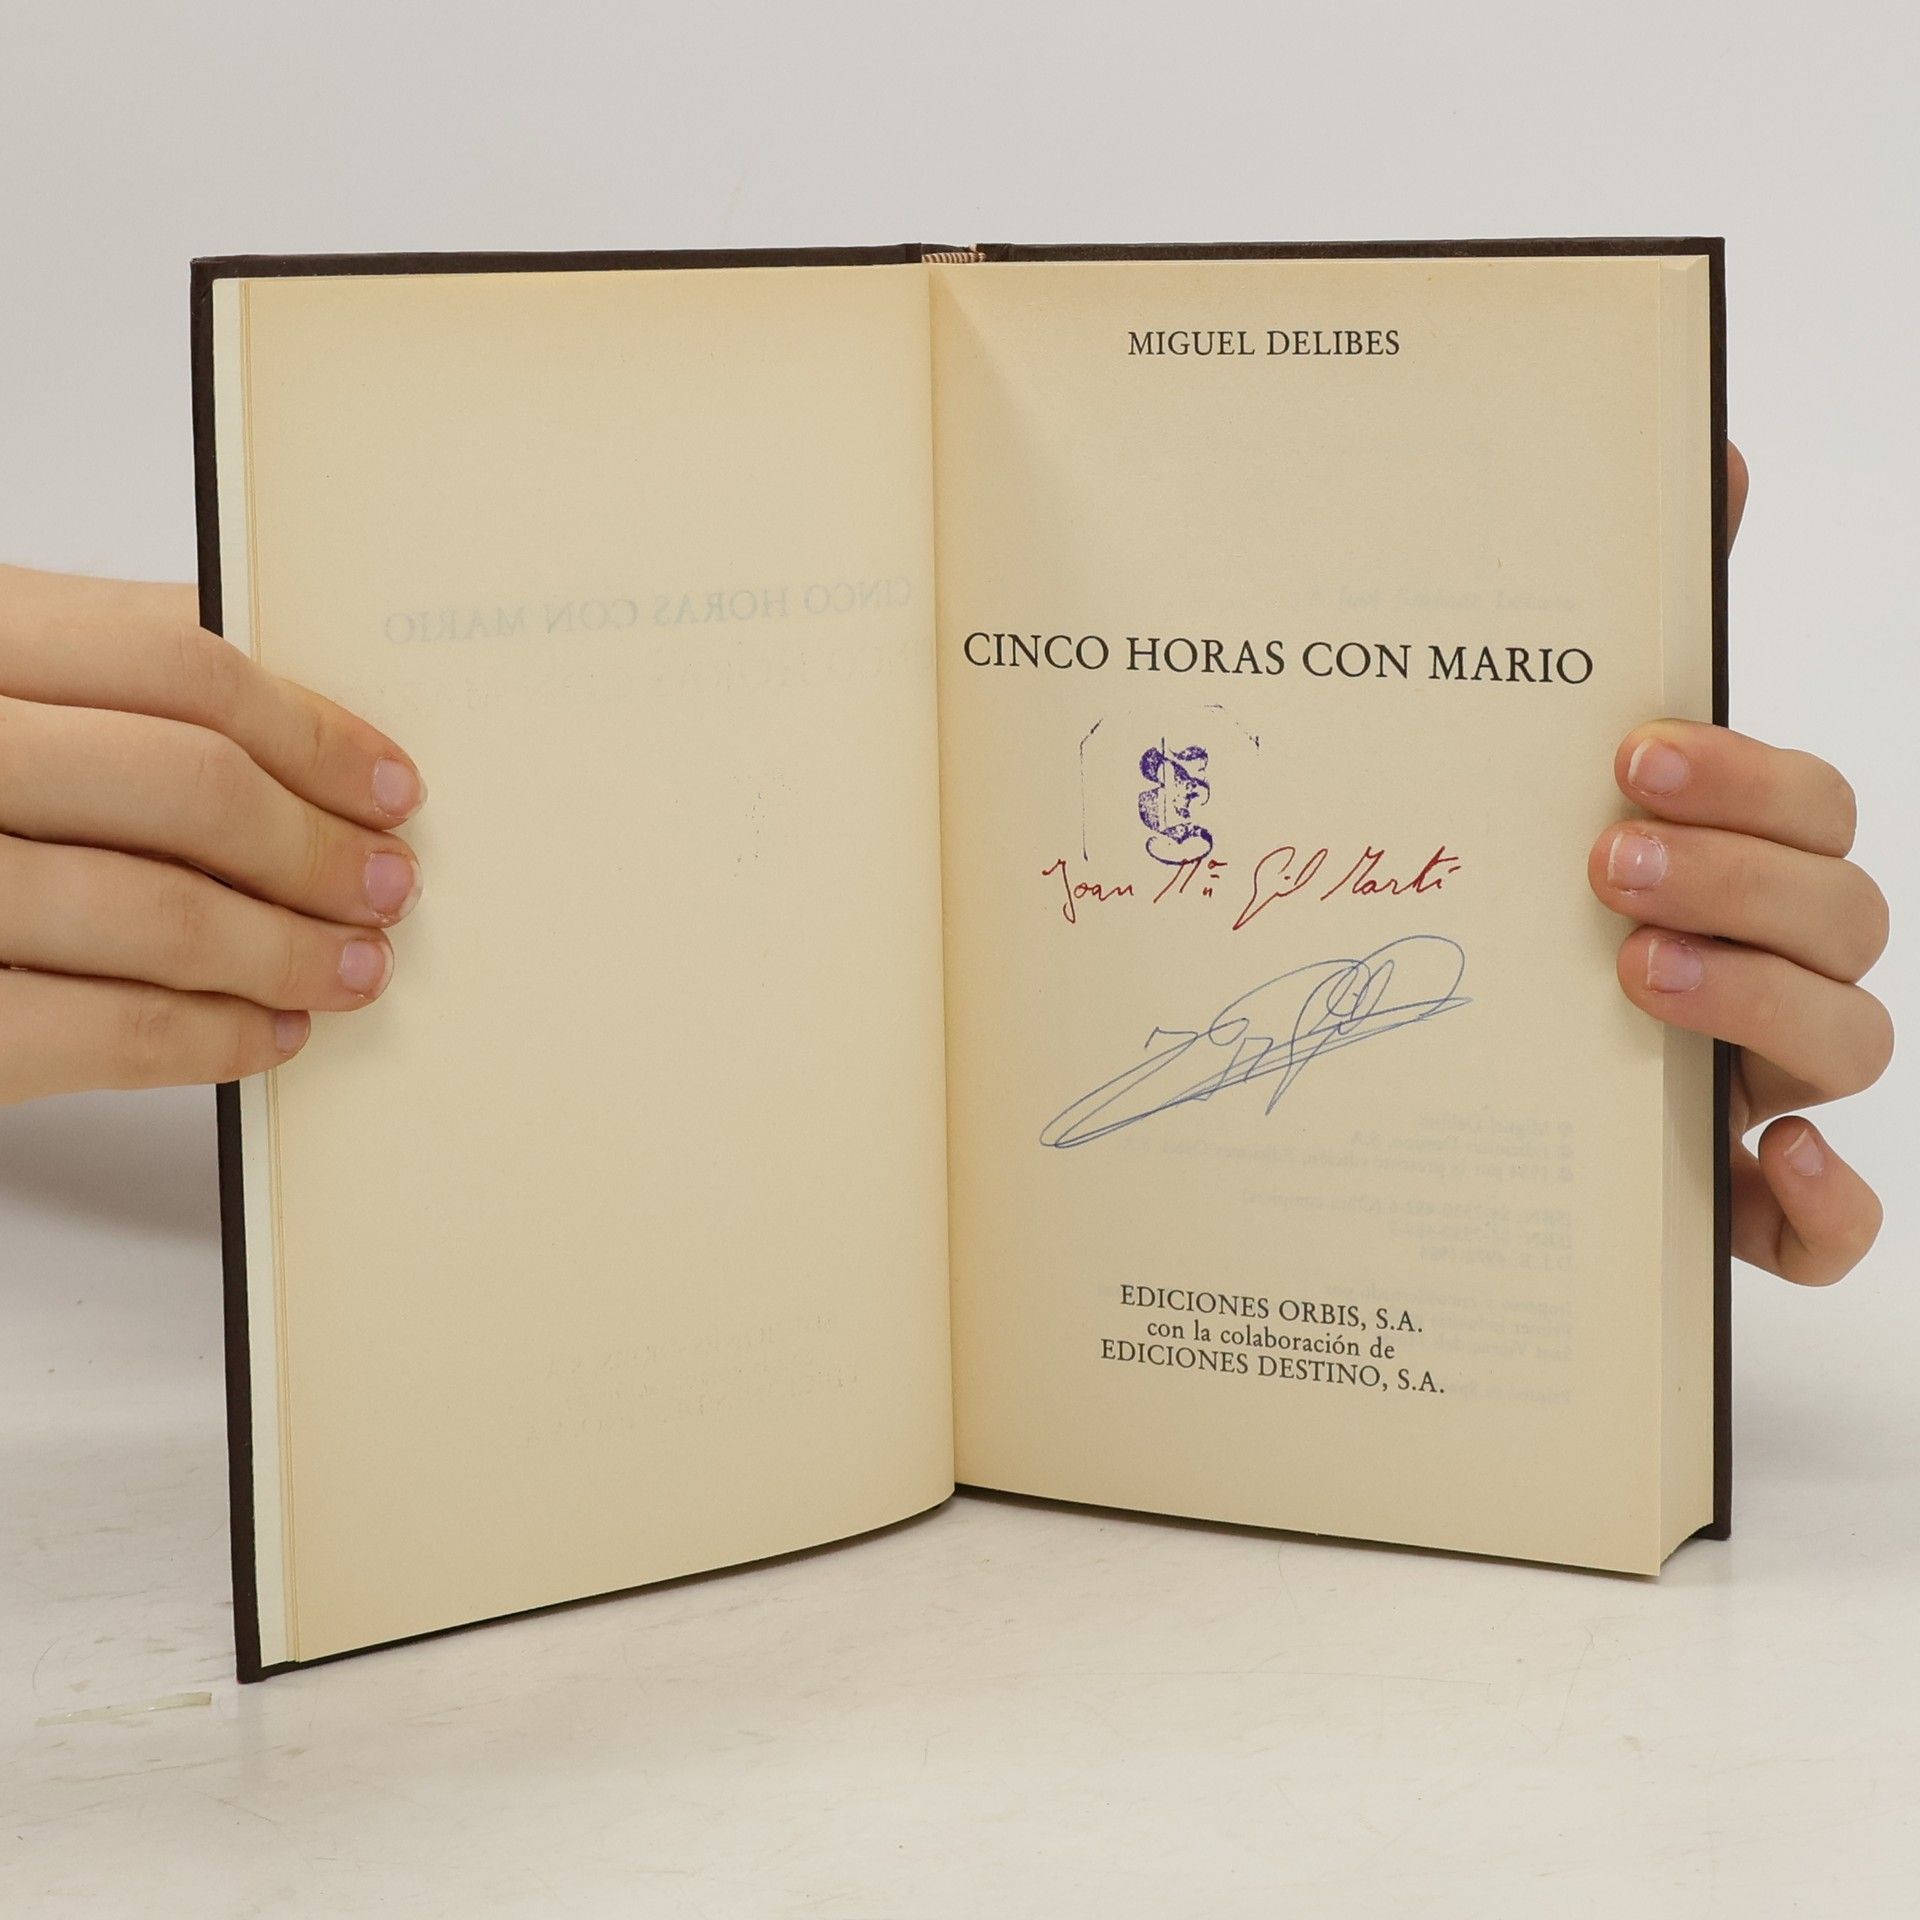 MIGUEL DELIBES
CINCO HORAS CON MARIO
Joan Mª Gil Martí
EDICIONES ORBIS, S.A.
con la colaboración de
EDICIONES DESTINO, S.A.